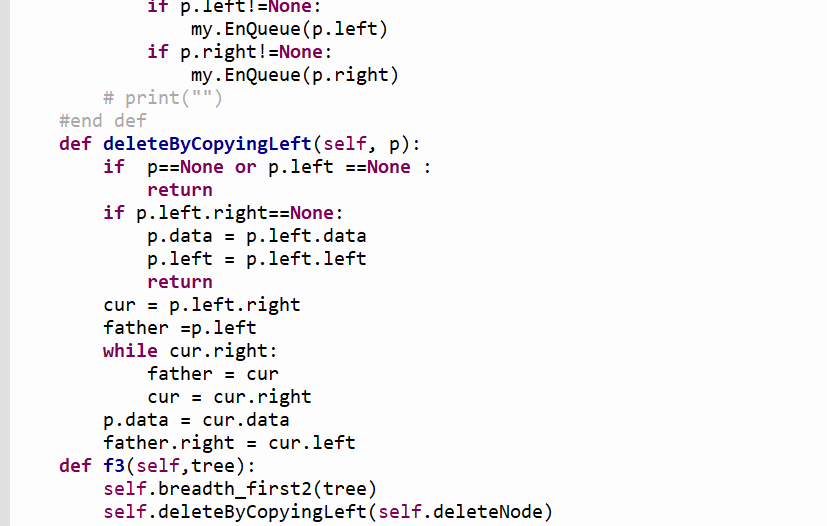 if p.left!=None:
my.EnQueue(p.left)
if p.right!=None:
my.EnQueue(p.right)
# print("")
#end def
def deleteByCopyingLeft(self, p):
if  p==None or p.left ==None :
return
if p.left.right==None:
p.data = p.left.data
p.left = p.left.left
return
cur = p.left.right
father =p.left
while cur.right:
father = cur
cur = cur.right
p.data = cur.data
father.right = cur.left
def f3(self,tree):
self.breadth_first2(tree)
self.deleteByCopyingLeft(self.deleteNode)